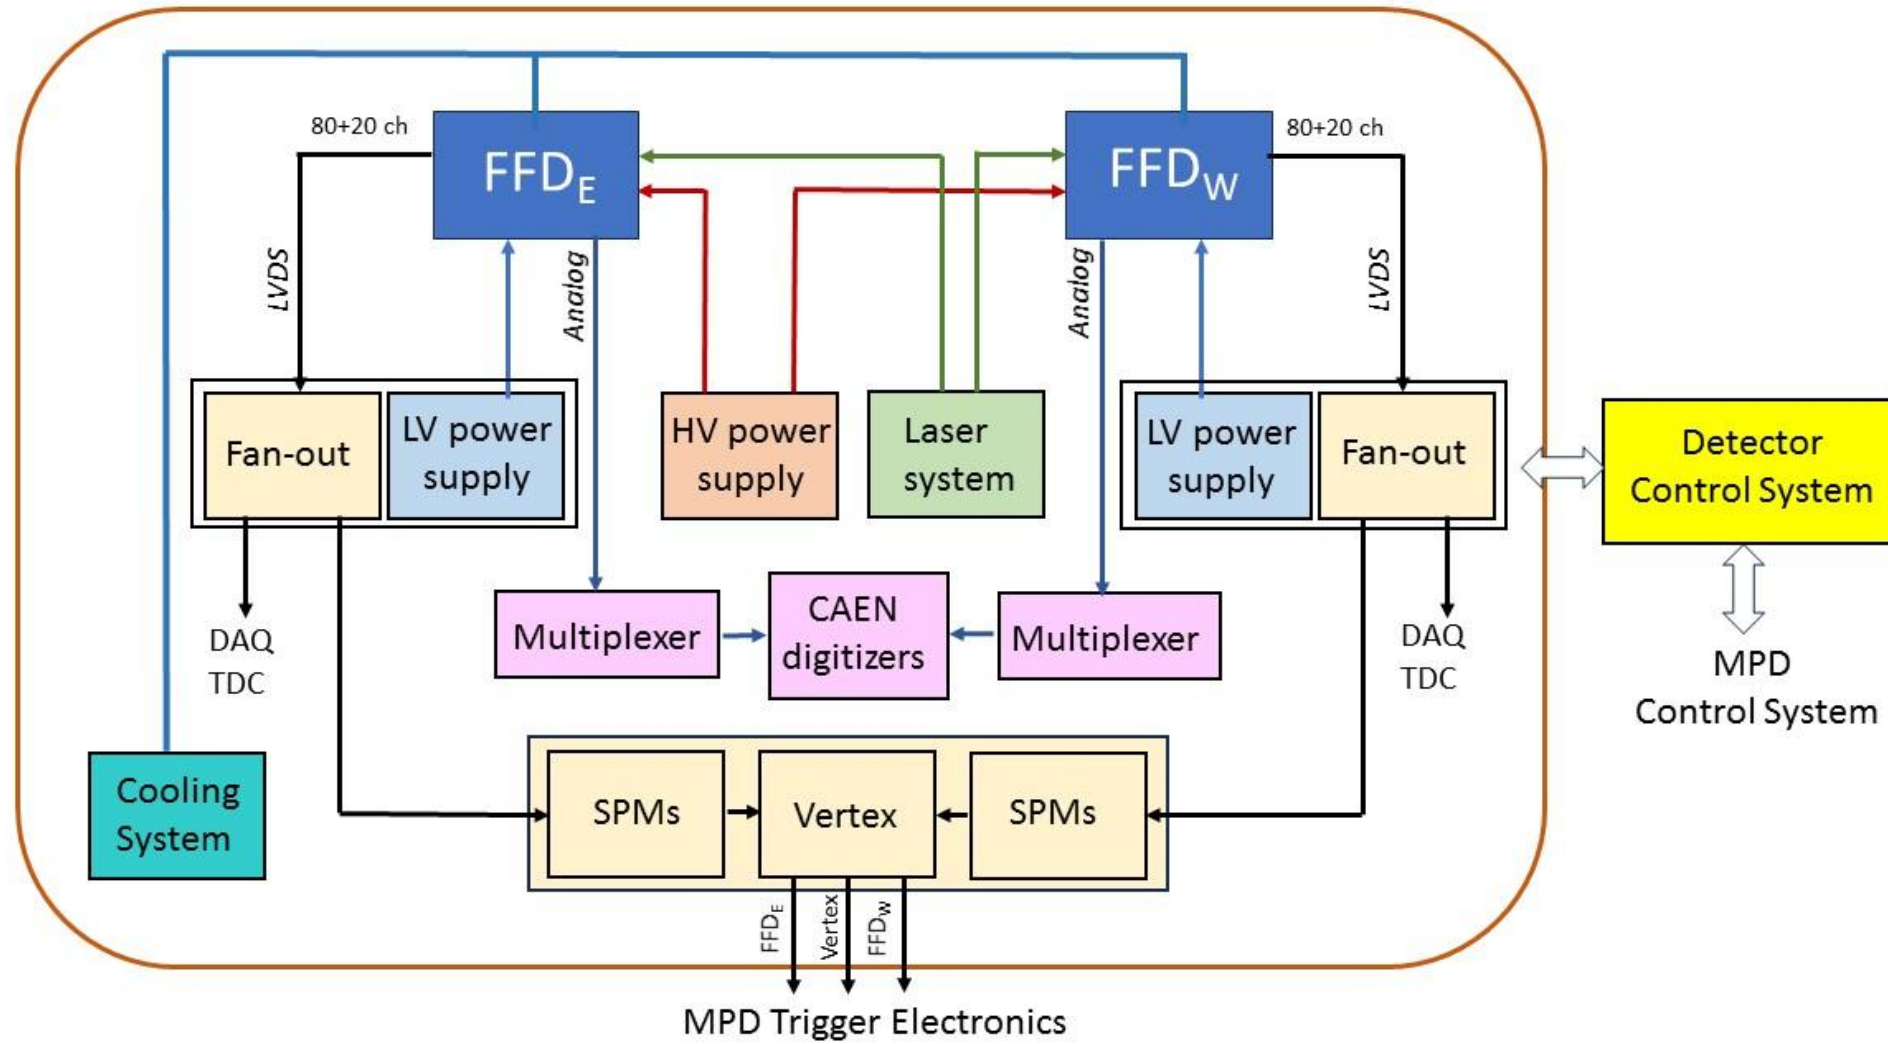 80+20 ch
FFDE
FFDW
80+20 ch
LVDS
Analog
Analog
LVDS
Fan-out
LV power
supply
HV power
supply
Laser
system
LV power
supply
Fan-out
Detector
Control System
DAQ
TDC
Multiplexer
CAEN
digitizers
Multiplexer
DAQ
TDC
MPD
Control System
Cooling
System
SPMs
Vertex
SPMs
FFDE
Vertex
FFDW
MPD Trigger Electronics